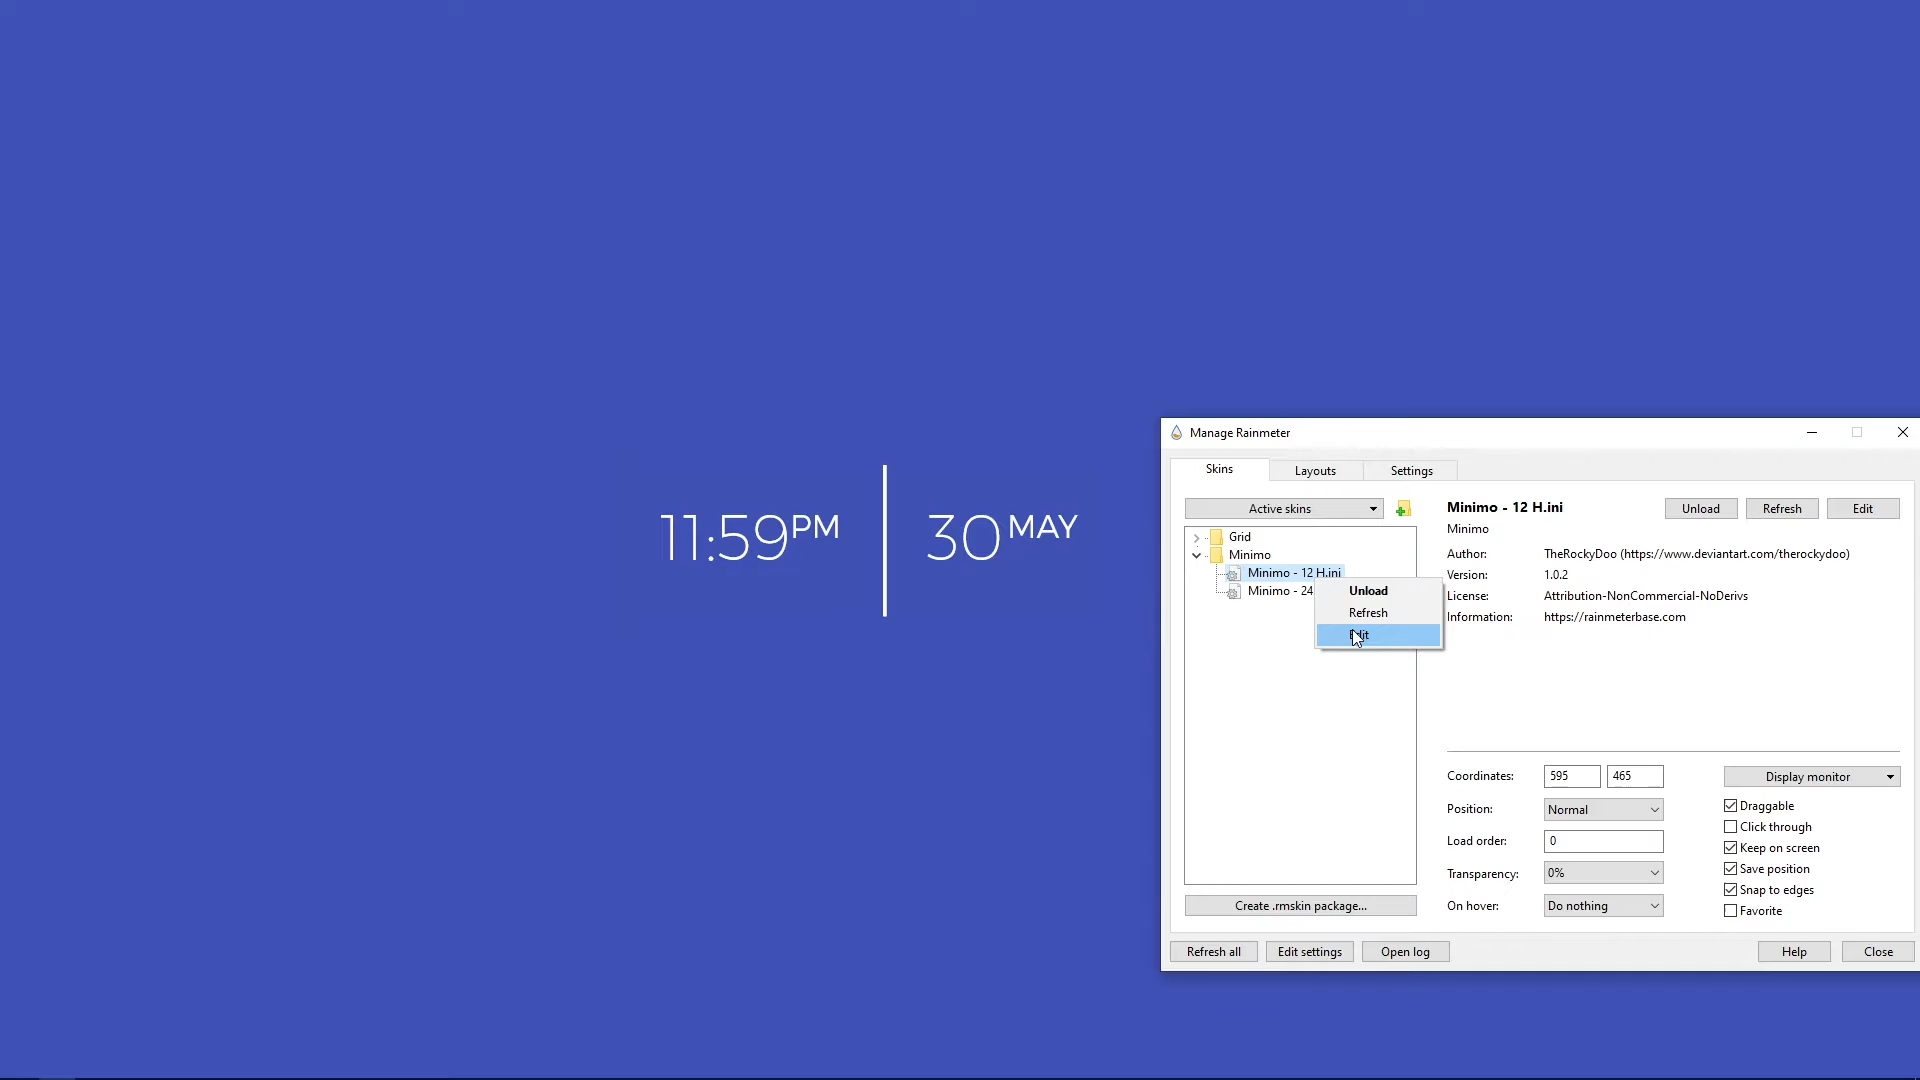 11:59PM
30 MAY
Manage Rainmeter
Skins
Layouts
Settings
Active skins
Grid
Minimo
Minimo - 12 H.ini
Minimo - 24
Unload
Refresh
Edit
Minimo - 12 H.ini
Unload
Refresh
Edit
Minimo
Author: TheRockyDoo (https://www.deviantart.com/therockydoo)
Version: 1.0.2
License: Attribution-NonCommercial-NoDerivs
Information: https://rainmeterbase.com
Coordinates: 595 465
Display monitor
Position: Normal
Draggable
Click through
Load order: 0
Keep on screen
Transparency: 0%
Save position
Snap to edges
On hover: Do nothing
Favorite
Create .rmskin package...
Refresh all
Edit settings
Open log
Help
Close